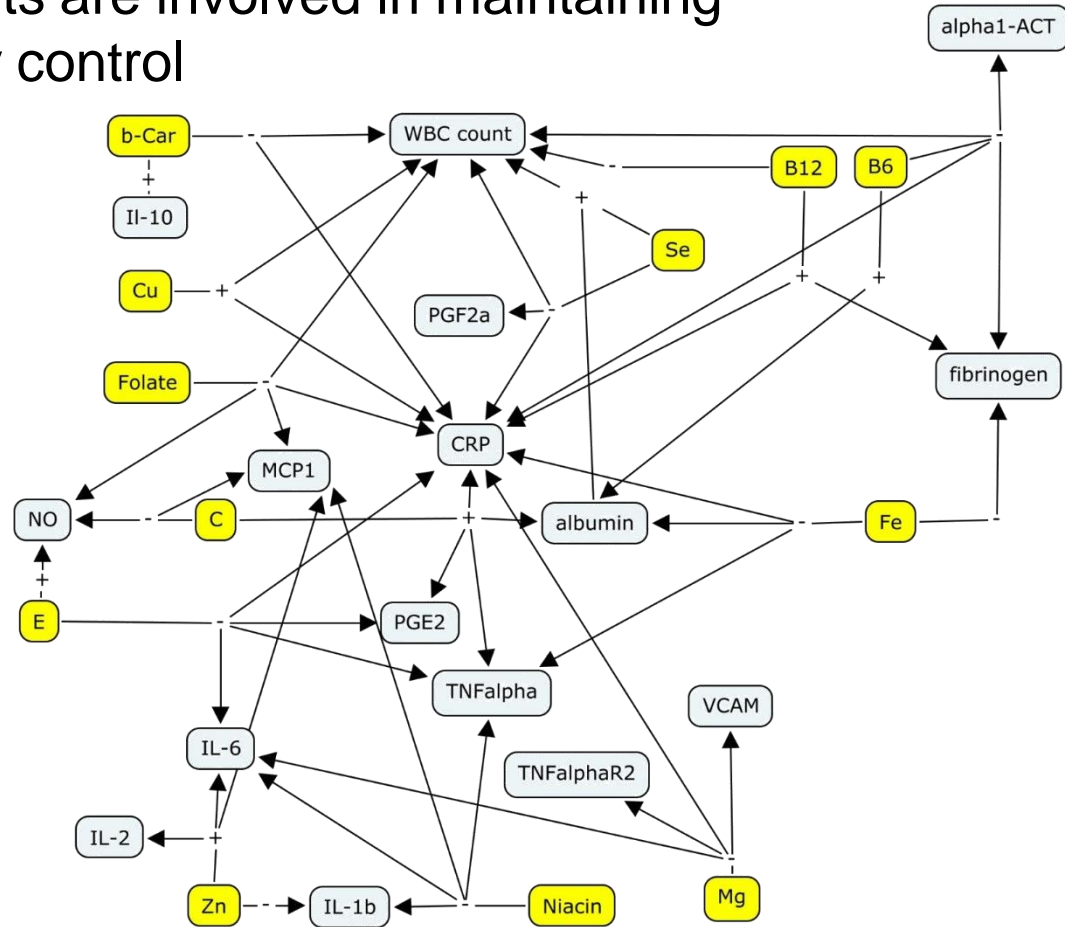 ts are involved in maintaining
control
alpha1-ACT
b-Car
-
WBC count
-
+
-
B12
B6
Il-10
+
Se
Cu
+
+
+
PGF2a
-
Folate
-
fibrinogen
CRP
MCP1
NO
-
C
+
albumin
-
Fe
-
+
E
-
PGE2
TNFalpha
VCAM
IL-6
TNFalphaR2
IL-2
+
-
Zn
-
IL-1b
-
Niacin
Mg